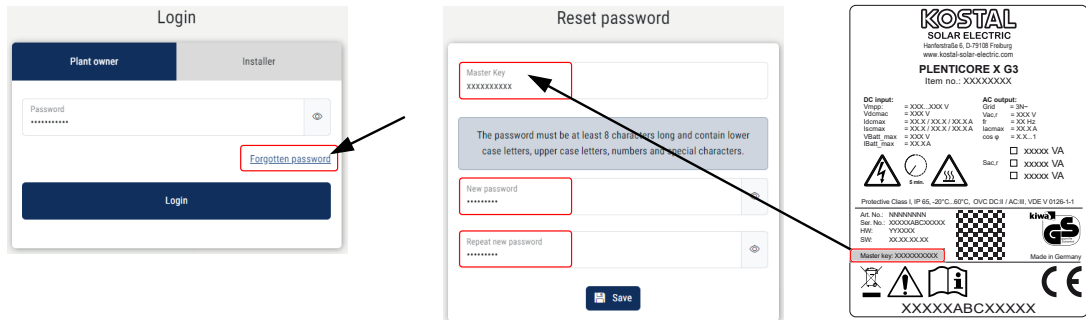 Login
Plant owner
Installer
Password
•••••••••••
Forgotten password
Login
Reset password
Master Key
XXXXXXXXXX
The password must be at least 8 characters long and contain lower
case letters, upper case letters, numbers and special characters.
New password
•••••••••
Repeat new password
•••••••••
Save
KOSTAL
SOLAR ELECTRIC
Hanferstraße 6, D-79108 Freiburg
www.kostal-solar-electric.com
PLENTICORE X G3
Item no.: XXXXXXXX
DC input:
Vmpp: = XXX...XXX V
Vdcmac = XXX V
Idcmax = XX.X / XX.X / XX.XA
Iscmax = XX.X / XX.X / XX.XA
VBatt_max = XXX V
IBatt_max = XX.XA
AC output:
Grid = 3N~
Vac,r = XXX V
fr = XX Hz
Iacmax = XX.XA
cos φ = X.X...1
xxxxx VA
Sac,r xxxxx VA
xxxxx VA
5 min.
Protective Class I, IP 65, -20°C...60°C, OVC DC:II / AC:III, VDE V 0126-1-1
Art. No.: NNNNNNNN
Ser. No.: XXXXXABCXXXXX
HW: YYXXXX
SW: XX.XX.XX.XX
Master key: XXXXXXXXXX
kiwa
GS
Made in Germany
CE
XXXXXABCXXXXX